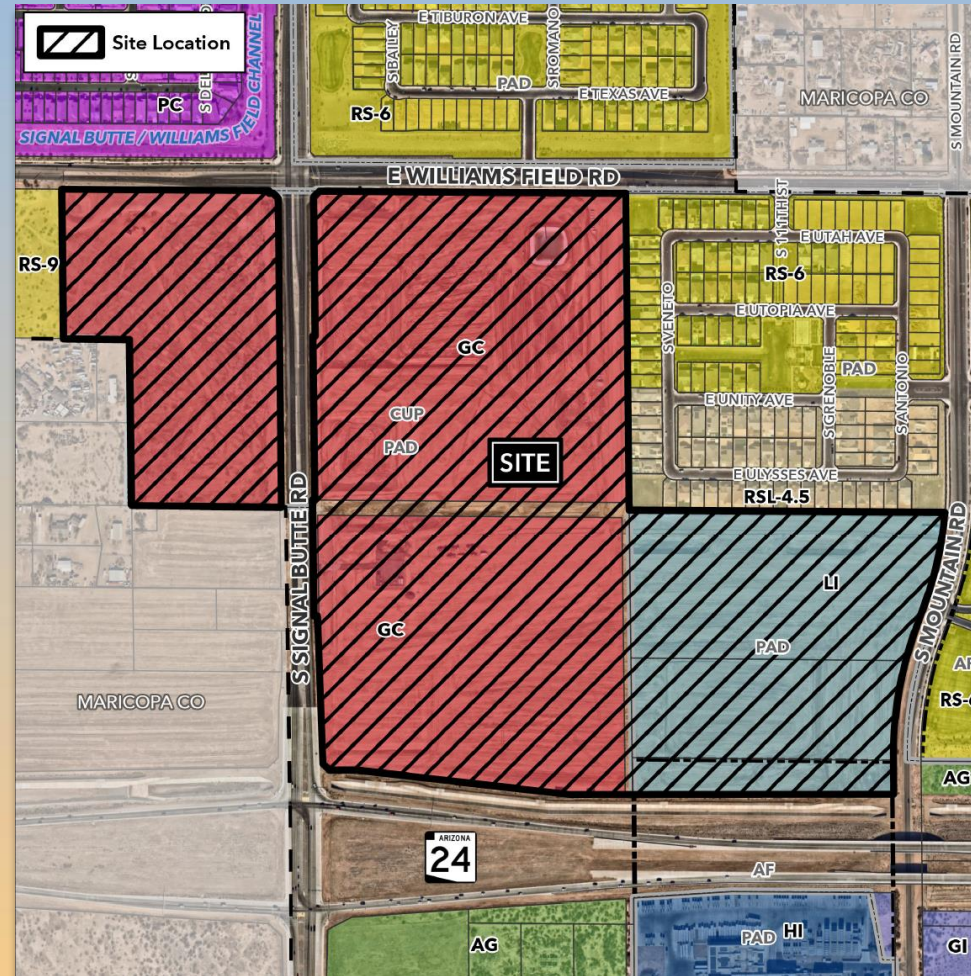 Site Location
E TIBURON AVE
S BAILEY
S ROMANO
PAD
E TEXAS AVE
RS-6
MARICOPA CO
S MOUNTAIN RD
S DEL
PC
SIGNAL BUTTE / WILLIAMS FIELD CHANNEL
E WILLIAMS FIELD RD
RS-9
S 111TH ST
E UTAH AVE
RS-6
S VENETO
E UTOPIA AVE
GC
S GRENOBLE
PAD
S ANTONIO
E UNITY AVE
CUP
PAD
SITE
E ULYSSES AVE
RSL-4.5
S SIGNAL BUTTE RD
S MOUNTAIN RD
LI
GC
PAD
AF
RS-6
MARICOPA CO
AG
ARIZONA
24
AF
AG
PAD
HI
GI